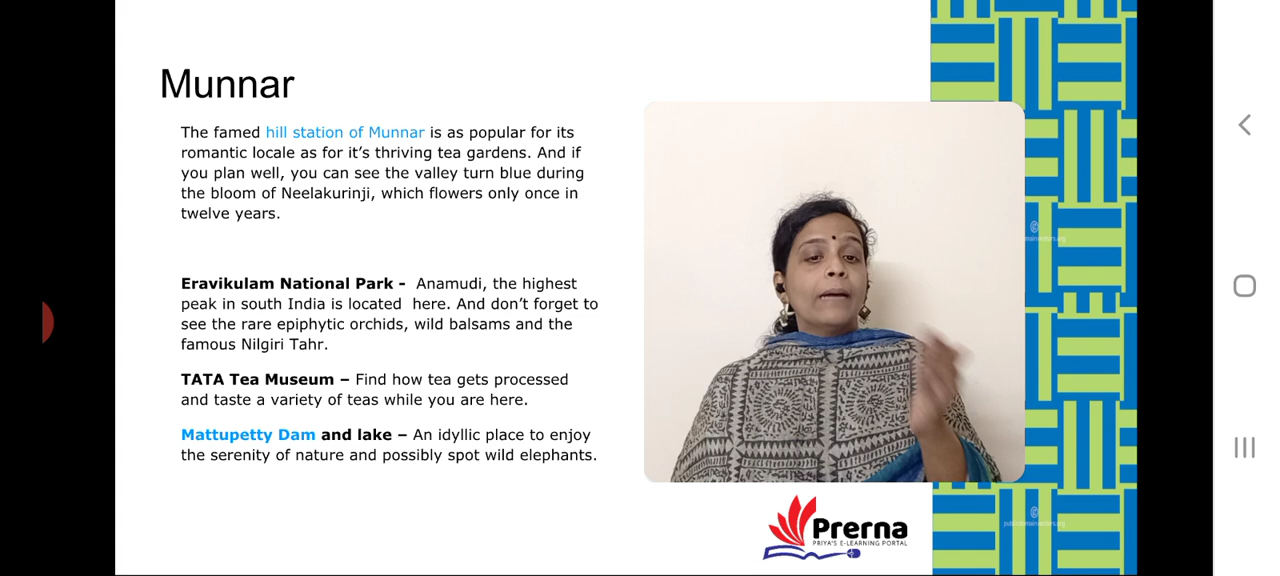 Munnar
The famed hill station of Munnar is as popular for its
romantic locale as for it's thriving tea gardens. And if
you plan well, you can see the valley turn blue during
the bloom of Neelakurinji, which flowers only once in
twelve years.
Eravikulam National Park - Anamudi, the highest
peak in south India is located here. And don't forget to
see the rare epiphytic orchids, wild balsams and the
famous Nilgiri Tahr.
TATA Tea Museum – Find how tea gets processed
and taste a variety of teas while you are here.
Mattupetty Dam and lake – An idyllic place to enjoy
the serenity of nature and possibly spot wild elephants.
Prerna
PRIYA'S E-LEARNING PORTAL